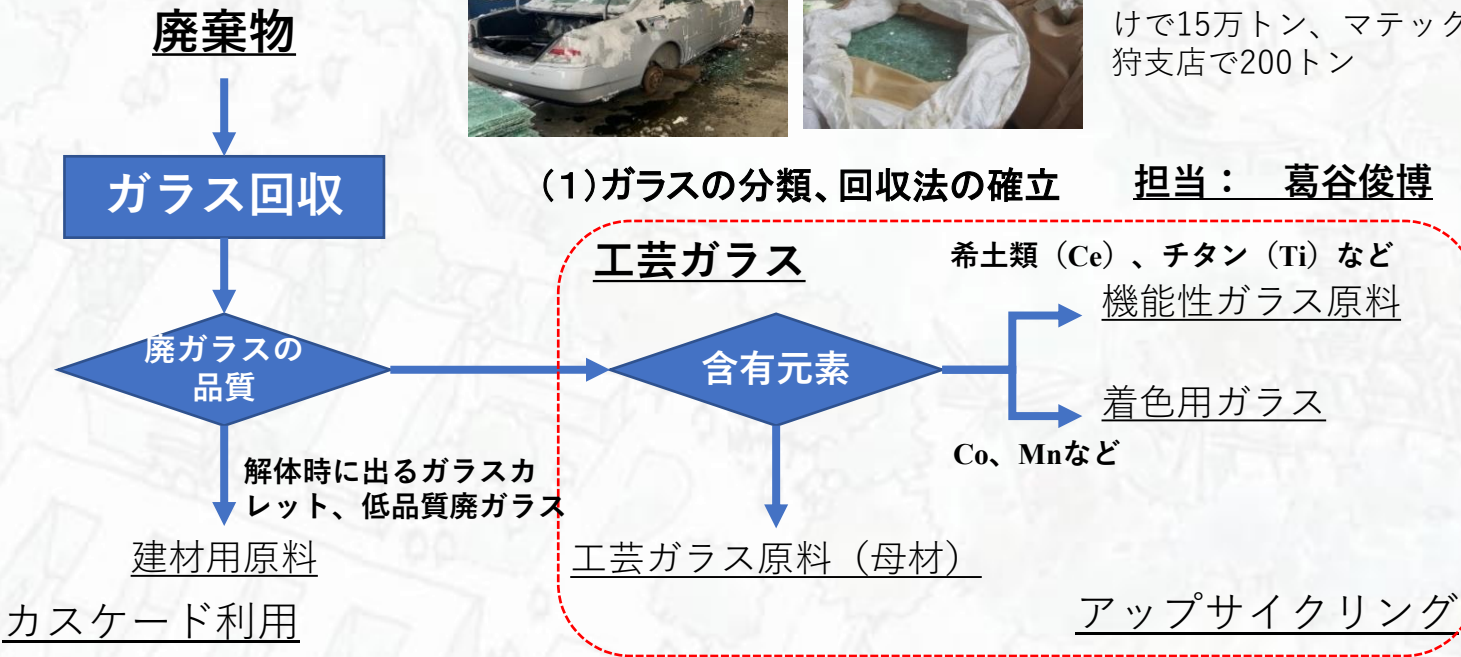 廃棄物
けで15万トン、マテック
狩支店で200トン
ガラス回収
(1)ガラスの分類、回収法の確立
担当： 葛谷俊博
工芸ガラス
希土類（Ce）、チタン（Ti）など
機能性ガラス原料
廃ガラスの
品質
含有元素
着色用ガラス
Co、Mnなど
解体時に出るガラスカ
レット、低品質廃ガラス
建材用原料
工芸ガラス原料（母材）
カスケード利用
アップサイクリング